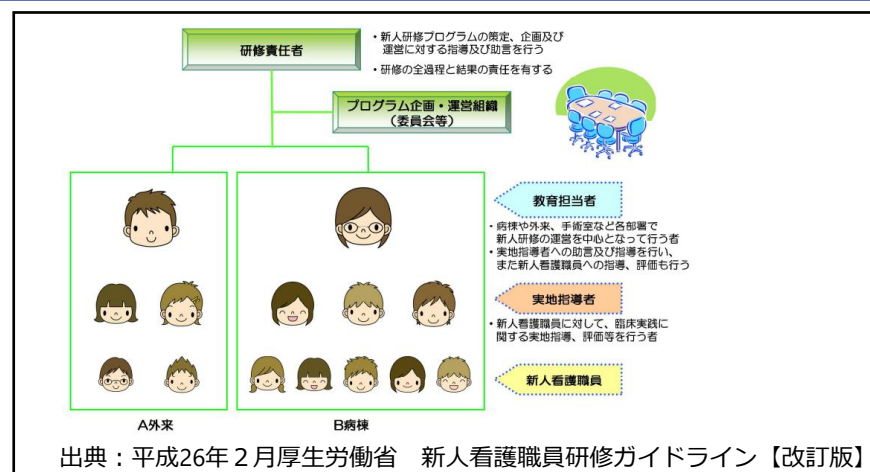 研修責任者
・新人研修プログラムの策定、企画及び
運営に対する指導及び助言を行う
・研修の全過程と結果の責任を有する
プログラム企画・運営組織
（委員会等）
教育担当者
・病棟や外来、手術室など各部署で
新人研修の運営を中心となって行う者
・実地指導者への助言及び指導を行い、
また新人看護職員への指導、評価も行う
実地指導者
・新人看護職員に対して、臨床実践に
関する実地指導、評価等を行う者
新人看護職員
A外来
B病棟
出典：平成26年２月厚生労働省　新人看護職員研修ガイドライン【改訂版】